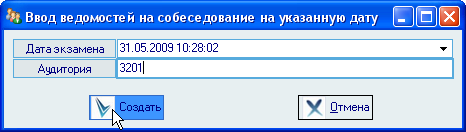 Ввод ведомостей на собеседование на указанную дату
Дата экзамена 31.05.2009 10:28:02
Аудитория 3201
Создать Отмена